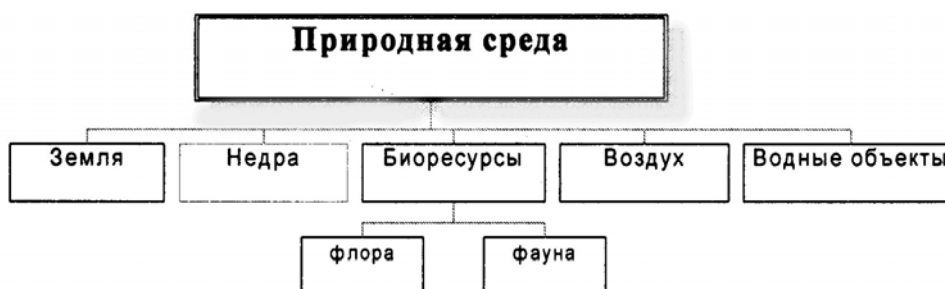 Природная среда
Земля
Недра
Биоресурсы
Воздух
Водные объекты
флора
фауна